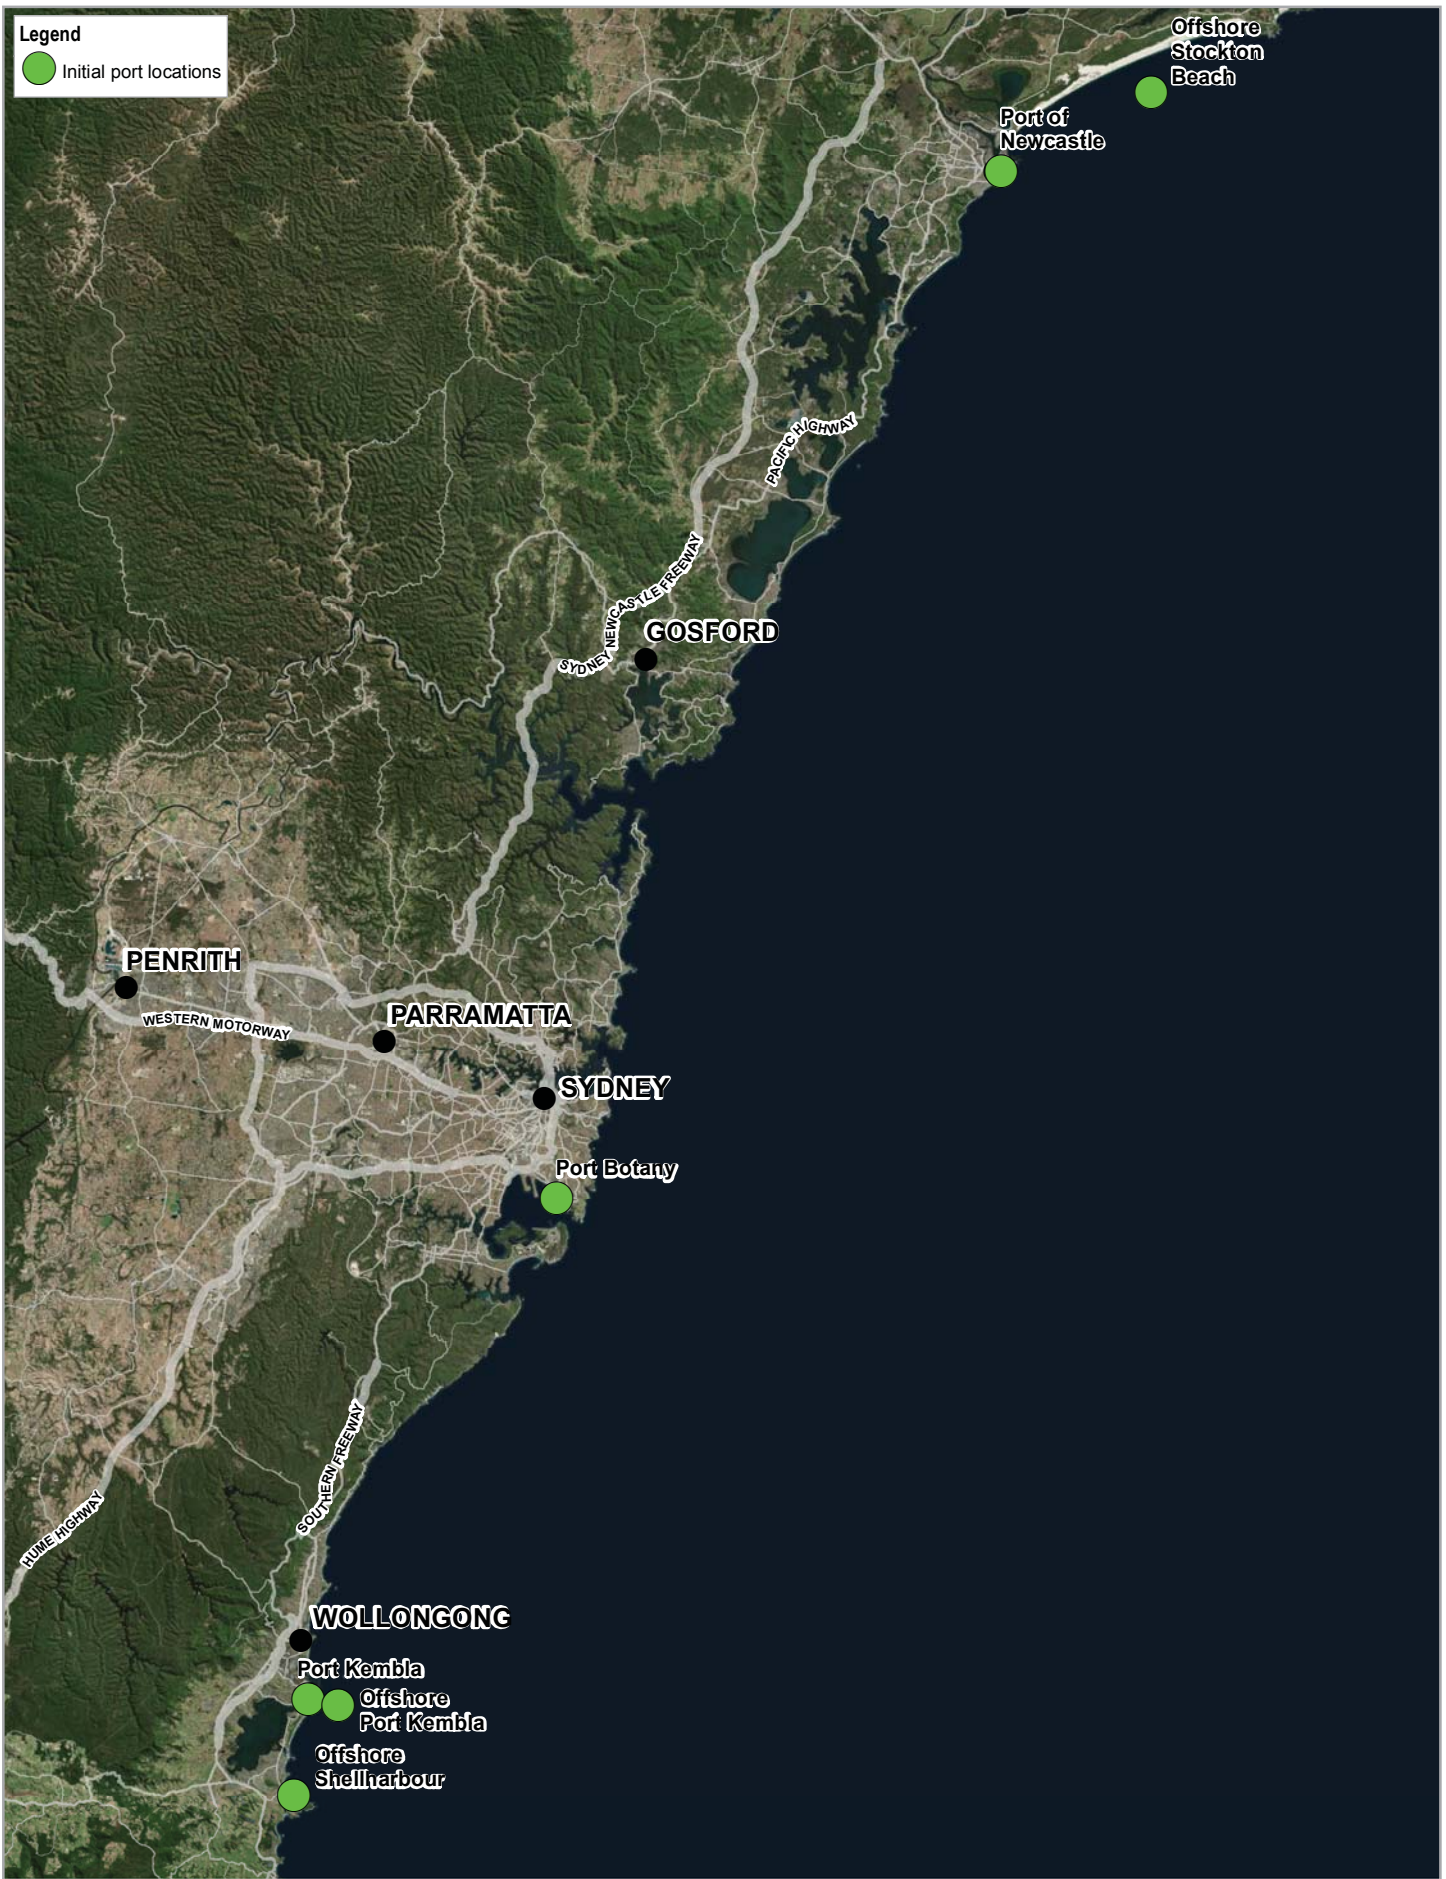 Legend
Initial port locations
Offshore
Stockton
Beach
Port of
Newcastle
PACIFIC HIGHWAY
SYDNEY NEWCASTLE FREEWAY
GOSFORD
PENRITH
WESTERN MOTORWAY
PARRAMATTA
SYDNEY
Port Botany
SOUTHERN FREEWAY
HUME HIGHWAY
WOLLONGONG
Port Kembla
Offshore
Port Kembla
Offshore
Shellharbour